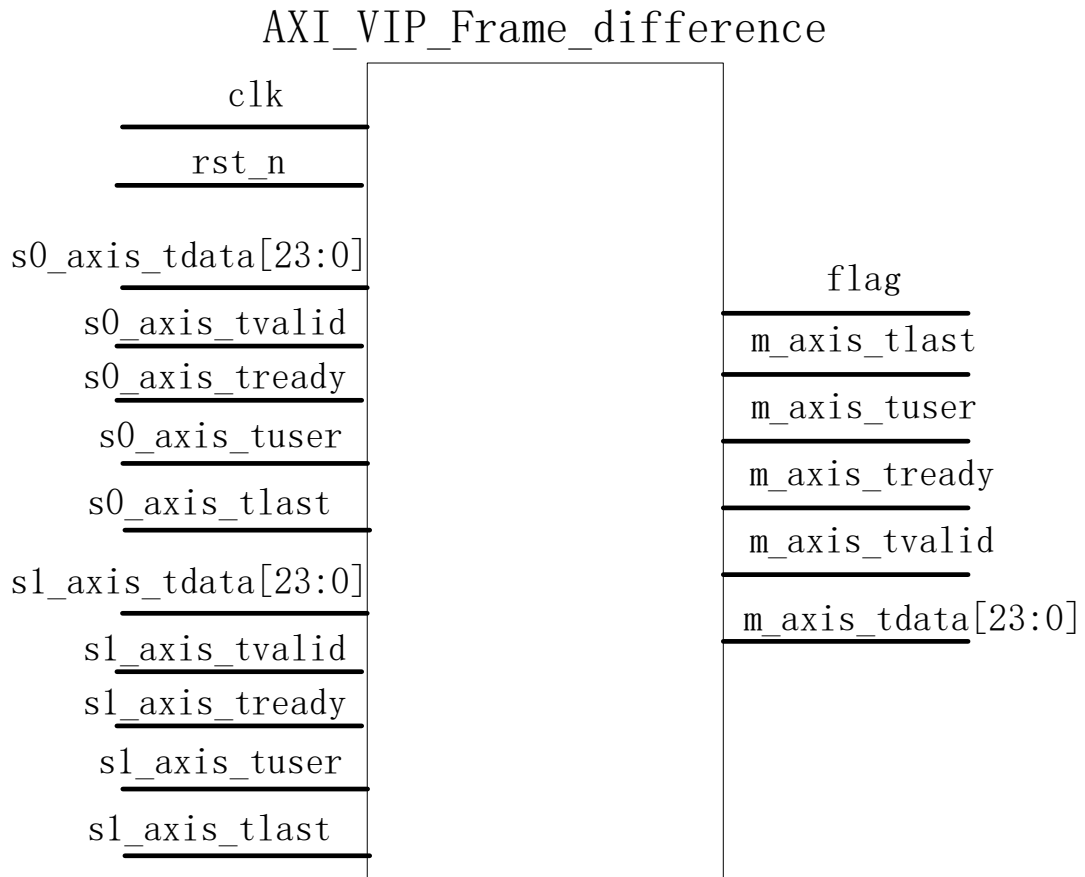 AXI_VIP_Frame_difference
clk
rst_n
s0_axis_tdata[23:0]
s0_axis_tvalid
s0_axis_tready
s0_axis_tuser
s0_axis_tlast
s1_axis_tdata[23:0]
s1_axis_tvalid
s1_axis_tready
s1_axis_tuser
s1_axis_tlast
flag
m_axis_tlast
m_axis_tuser
m_axis_tready
m_axis_tvalid
m_axis_tdata[23:0]